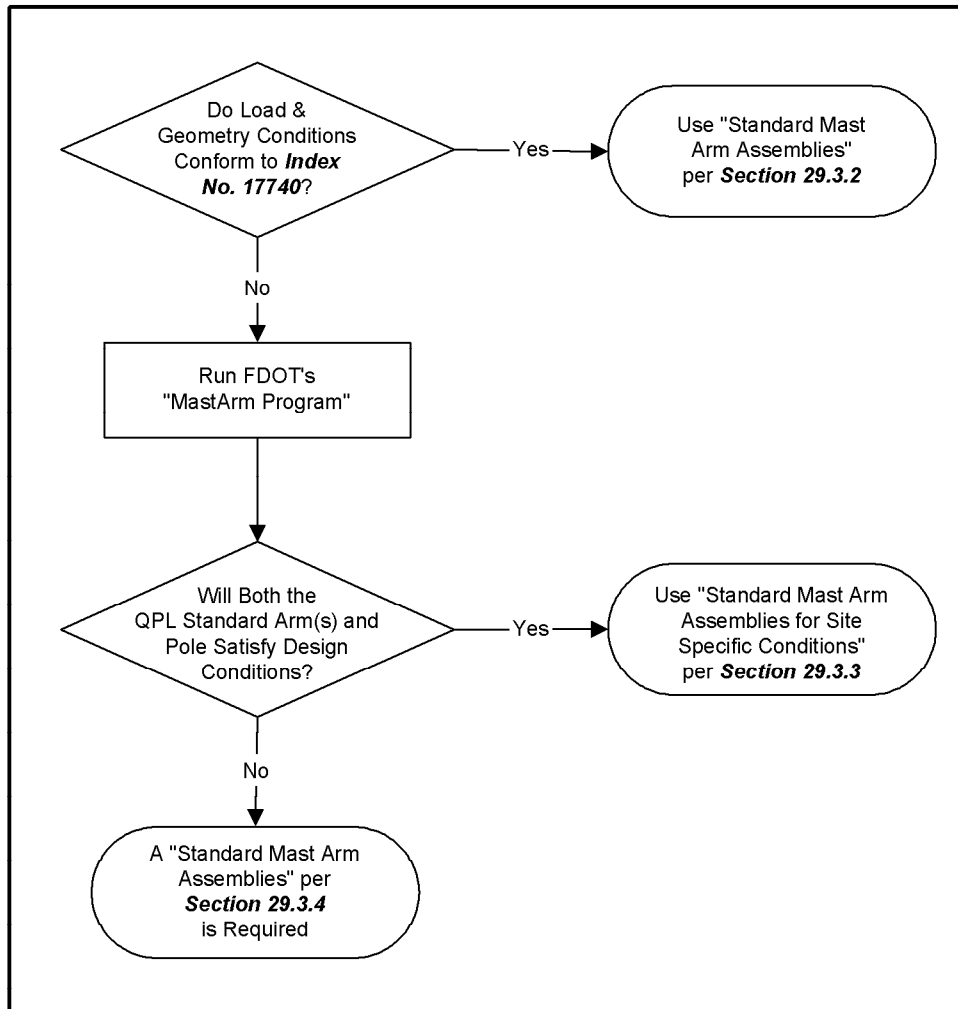 Do Load &
Geometry Conditions
Conform to Index
No. 17740?
Yes
Use "Standard Mast
Arm Assemblies"
per Section 29.3.2
No
Run FDOT's
"MastArm Program"
Will Both the
QPL Standard Arm(s) and
Pole Satisfy Design
Conditions?
Yes
Use "Standard Mast Arm
Assemblies for Site
Specific Conditions"
per Section 29.3.3
No
A "Standard Mast Arm
Assemblies" per
Section 29.3.4
is Required